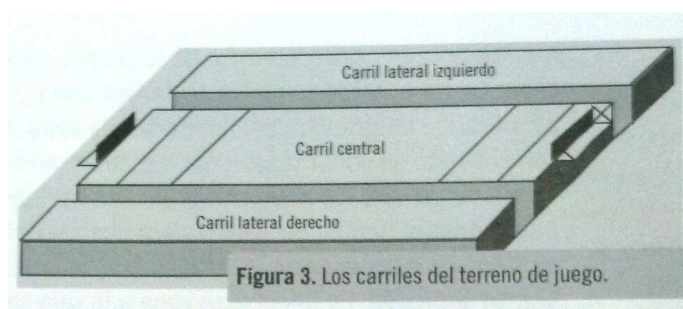 Carril lateral izquierdo
Carril central
Carril lateral derecho
Figura 3. Los carriles del terreno de juego.